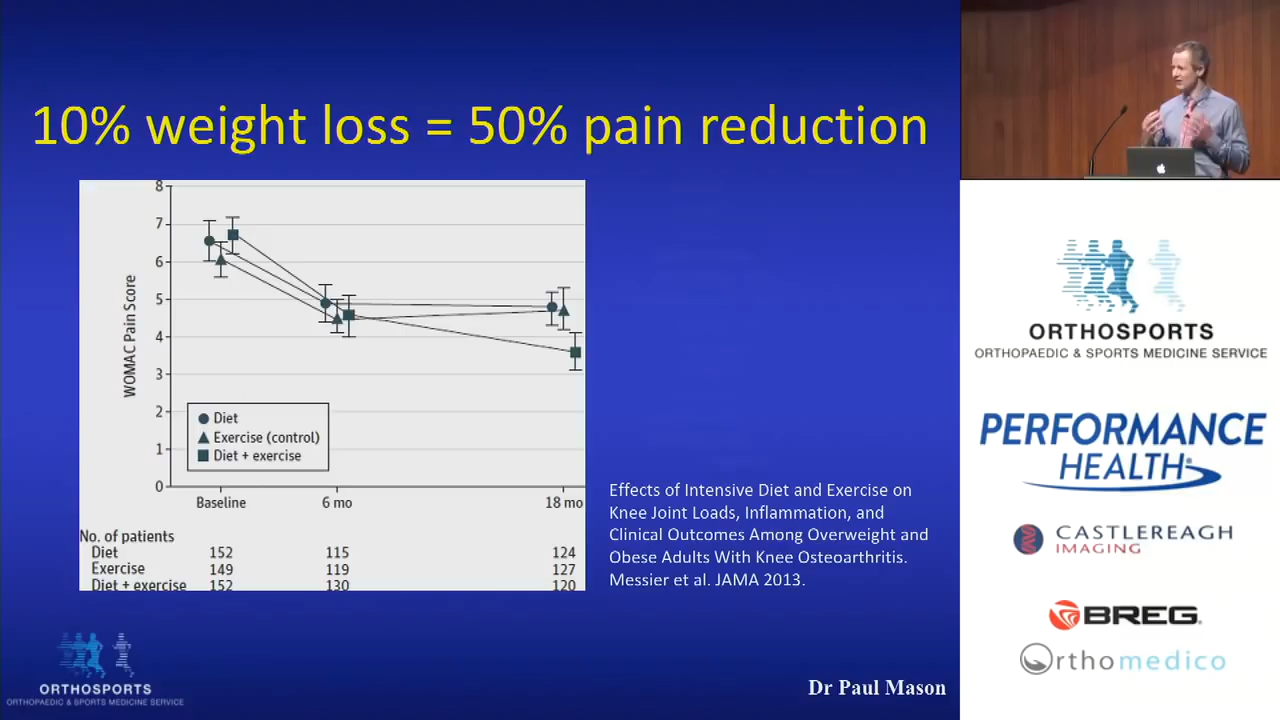 10% weight loss = 50% pain reduction
8
7
6
5
4
3
2
1
0
WOMAC Pain Score
Diet
Exercise (control)
Diet + exercise
Baseline 6 mo 18 mo
No. of patients
Diet 152 115 124
Exercise 149 119 127
Diet + exercise 152 130 120
Effects of Intensive Diet and Exercise on
Knee Joint Loads, Inflammation, and
Clinical Outcomes Among Overweight and
Obese Adults With Knee Osteoarthritis.
Messier et al. JAMA 2013.
ORTHOSPORTS
ORTHOPAEDIC & SPORTS MEDICINE SERVICE
Dr Paul Mason
ORTHOSPORTS
ORTHOPAEDIC & SPORTS MEDICINE SERVICE
PERFORMANCE
HEALTH
CASTLEREAGH
IMAGING
BREG
Orthomedico